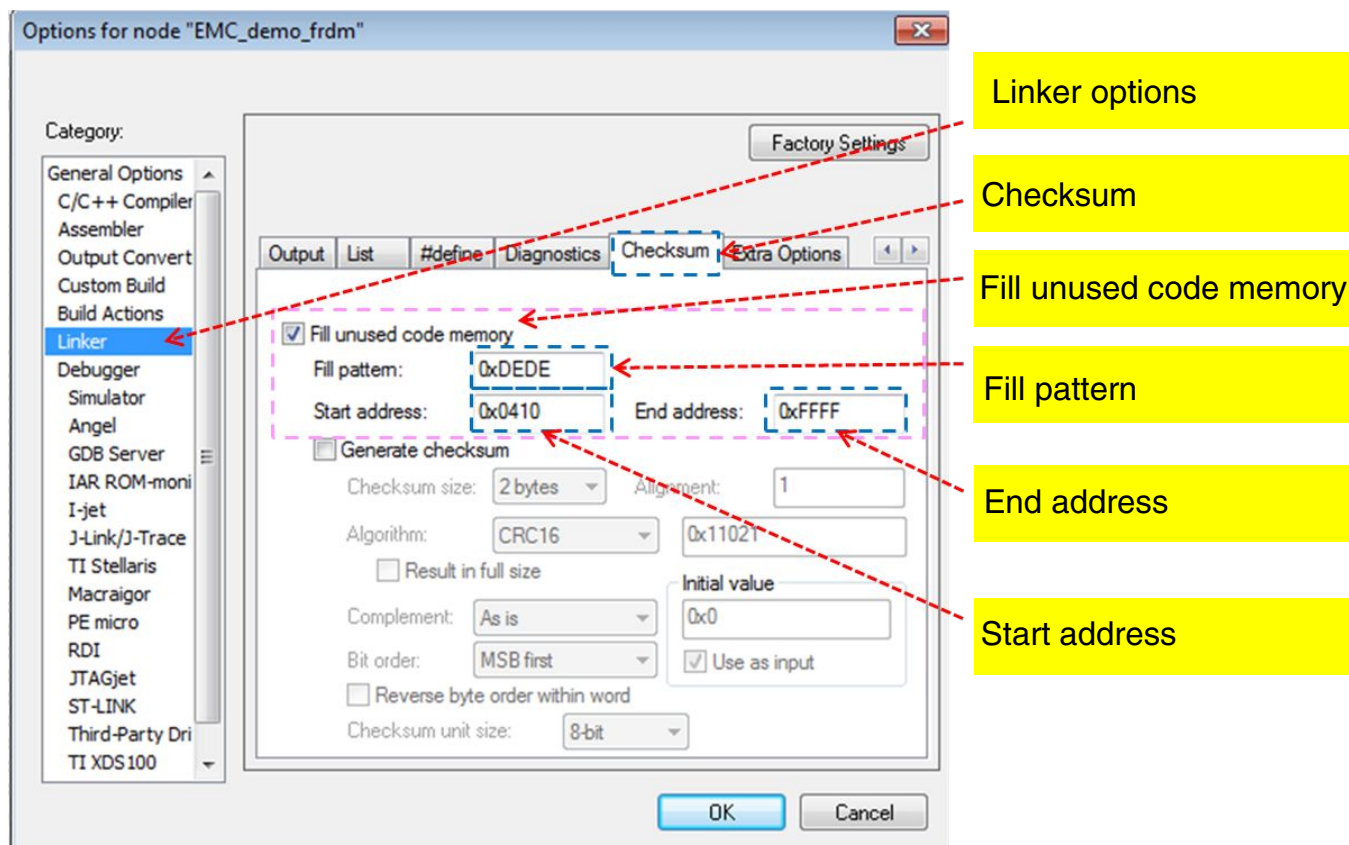 Options for node "EMC_demo_frdm"
Linker options
Category:
Factory Settings
Checksum
General Options
C/C++ Compiler
Assembler
Output Convert
Custom Build
Build Actions
Linker
Debugger
Simulator
Angel
GDB Server
IAR ROM-moni
I-jet
J-Link/J-Trace
TI Stellaris
Macraigor
PE micro
RDI
JTAGjet
ST-LINK
Third-Party Dri
TI XDS100
Output List #define Diagnostics Checksum Extra Options
Fill unused code memory
Fill unused code memory
Fill pattern: 0xDEDE
Fill pattern
Start address: 0x0410 End address: 0xFFFF
Generate checksum
Checksum size: 2 bytes Alignment: 1
End address
Algorithm: CRC16 0x11021
Result in full size
Initial value
Complement: As is 0x0
Start address
Bit order: MSB first Use as input
Reverse byte order within word
Checksum unit size: 8-bit
OK Cancel